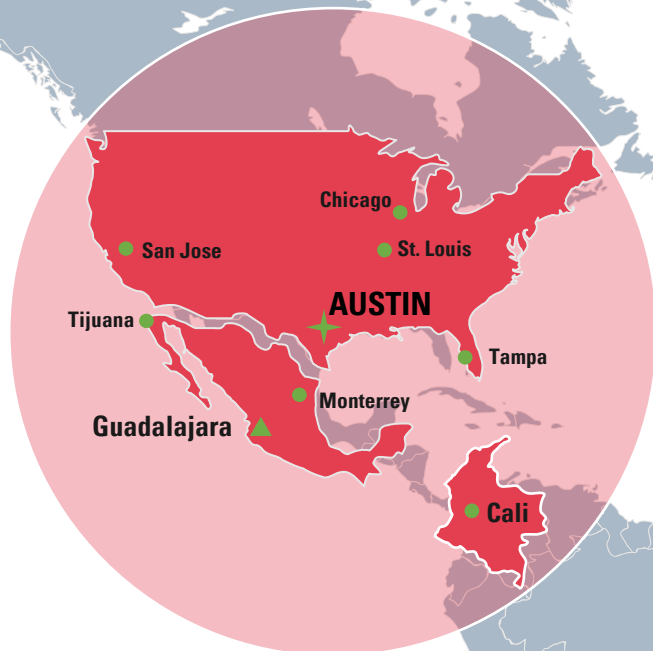 Chicago
San Jose
St. Louis
AUSTIN
Tijuana
Tampa
Monterrey
Guadalajara
Cali